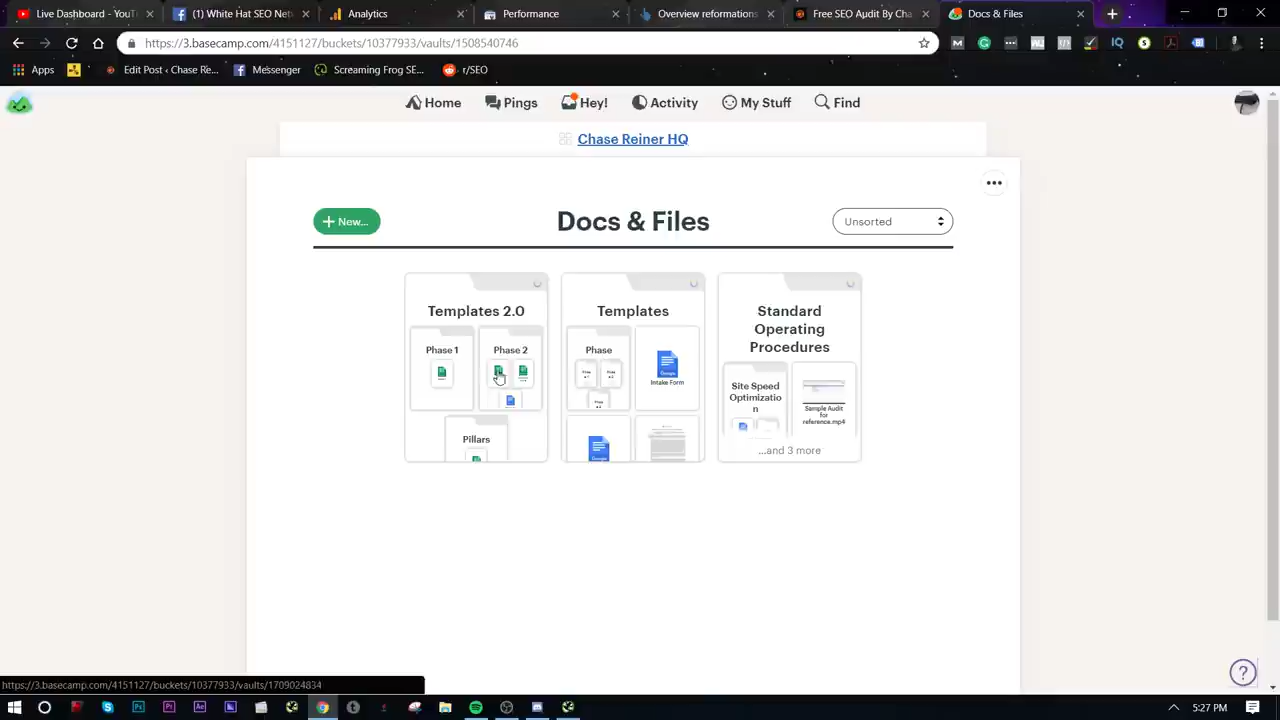 Live Dashboard - YouT
(1) White Hat SEO Netw
Analytics
Performance
Overview reformations
Free SEO Audit By Cha
Docs & Files
https://3.basecamp.com/4151127/buckets/10377933/vaults/1508540746
Apps
Edit Post ‹ Chase Re...
Messenger
Screaming Frog SE...
r/SEO
Home
Pings
Hey!
Activity
My Stuff
Find
Chase Reiner HQ
New...
Docs & Files
Unsorted
Templates 2.0
Templates
Standard
Operating
Procedures
Phase 1
Phase 2
Pillars
Phase
Intake Form
Site Speed
Optimizatio
n
Sample Audit
for
reference.mp4
...and 3 more
https://3.basecamp.com/4151127/buckets/10377933/vaults/1709024834
5:27 PM